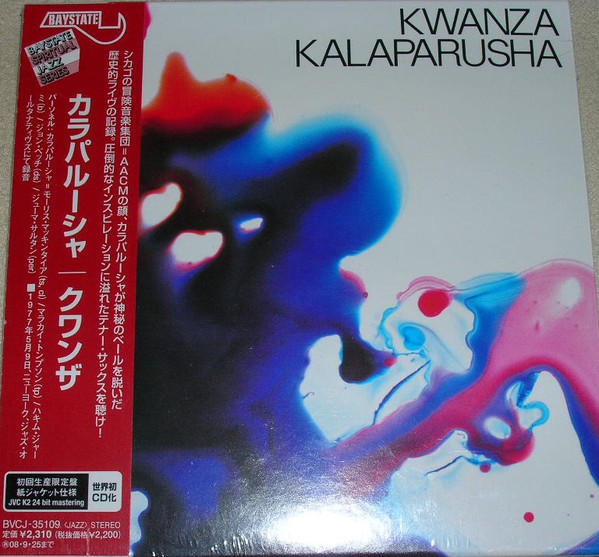 BAYSTATE
BAYSTATE
SPIRITUAL
JAZZ
SERIES
KWANZA
KALAPARUSHA
シカゴの冒険音楽集団=AACMの顔、カラパルーシャが神秘のベールを脱いだ
歴史的ライヴの記録。圧倒的なインスピレーションに溢れたテナー・サックスを聴け!
カラパルーシャ|クワンザ
パーソネル:カラパルーシャ=モーリス・マッキンタイア(ts,cl)/マラカイ・トンプソン(tp)/ハキム・ジャー
ミ(b)/ジョン・ベッチ(ds)/ジューマ・サルタン(per) ■1977年5月9日、ニューヨーク、ジャズ・オ
ールタナティヴズにて録音
初回生産限定盤
紙ジャケット仕様
JVC K2 24 bit mastering
世界初
CD化
BVCJ-35109 〈JAZZ〉 STEREO
定価¥2,310(税抜価格¥2,200)
08・9・25まで